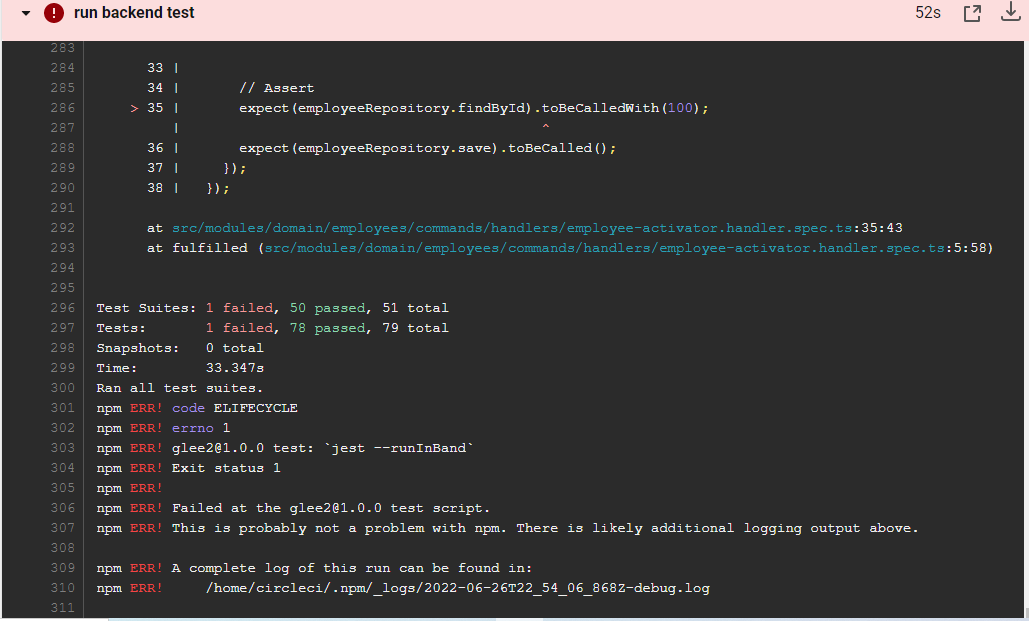 run backend test 52s
283
284 33 |
285 34 | // Assert
286 > 35 | expect(employeeRepository.findById).toBeCalledWith(100);
287 | ^
288 36 | expect(employeeRepository.save).toBeCalled();
289 37 | });
290 38 | });
291
292 at src/modules/domain/employees/commands/handlers/employee-activator.handler.spec.ts:35:43
293 at fulfilled (src/modules/domain/employees/commands/handlers/employee-activator.handler.spec.ts:5:58)
294
295
296 Test Suites: 1 failed, 50 passed, 51 total
297 Tests: 1 failed, 78 passed, 79 total
298 Snapshots: 0 total
299 Time: 33.347s
300 Ran all test suites.
301 npm ERR! code ELIFECYCLE
302 npm ERR! errno 1
303 npm ERR! glee2@1.0.0 test: `jest --runInBand`
304 npm ERR! Exit status 1
305 npm ERR!
306 npm ERR! Failed at the glee2@1.0.0 test script.
307 npm ERR! This is probably not a problem with npm. There is likely additional logging output above.
308
309 npm ERR! A complete log of this run can be found in:
310 npm ERR! /home/circleci/.npm/_logs/2022-06-26T22_54_06_868Z-debug.log
311